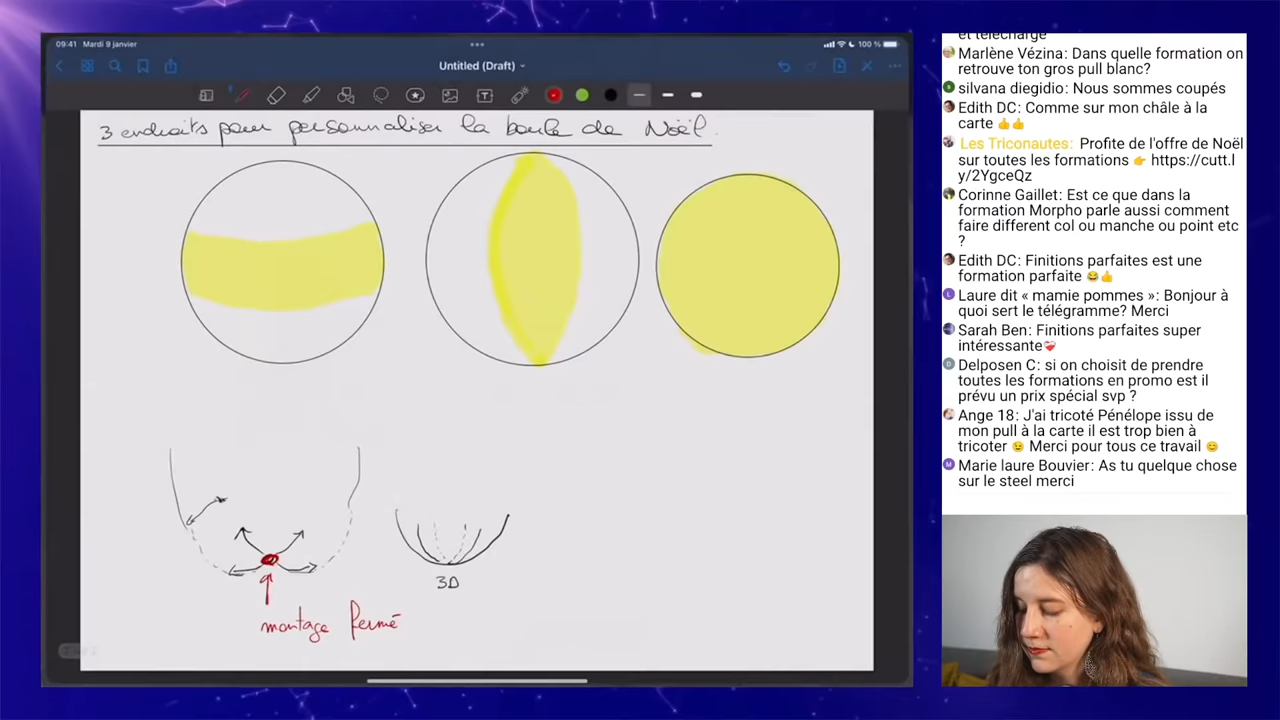 09:41 Mardi 9 janvier
100 %
Untitled (Draft)
3 endroits pour personnaliser la boule de Noël.
3D
montage fermé
et télécharge
Marlène Vézina: Dans quelle formation on
retrouve ton gros pull blanc?
silvana diegidio: Nous sommes coupés
Edith DC: Comme sur mon châle à la
carte 👍👍
Les Triconautes: Profite de l'offre de Noël
sur toutes les formations 👉 https://cutt.l
y/2YgceQz
Corinne Gaillet: Est ce que dans la
formation Morpho parle aussi comment
faire different col ou manche ou point etc
?
Edith DC: Finitions parfaites est une
formation parfaite 😂👍
Laure dit « mamie pommes »: Bonjour à
quoi sert le télégramme? Merci
Sarah Ben: Finitions parfaites super
intéressante❤️‍🩹
Delposen C: si on choisit de prendre
toutes les formations en promo est il
prévu un prix spécial svp ?
Ange 18: J'ai tricoté Pénélope issu de
mon pull à la carte il est trop bien à
tricoter 😉 Merci pour tous ce travail 😊
Marie laure Bouvier: As tu quelque chose
sur le steel merci